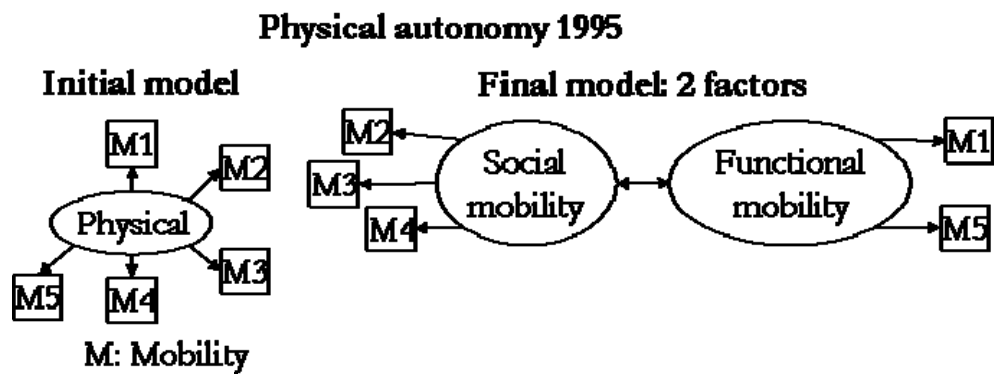 Physical autonomy 1995
Initial model
M1
M2
Physical
M3
M5
M4
M: Mobility
Final model: 2 factors
M2
M3
M4
Social
mobility
Functional
mobility
M1
M5